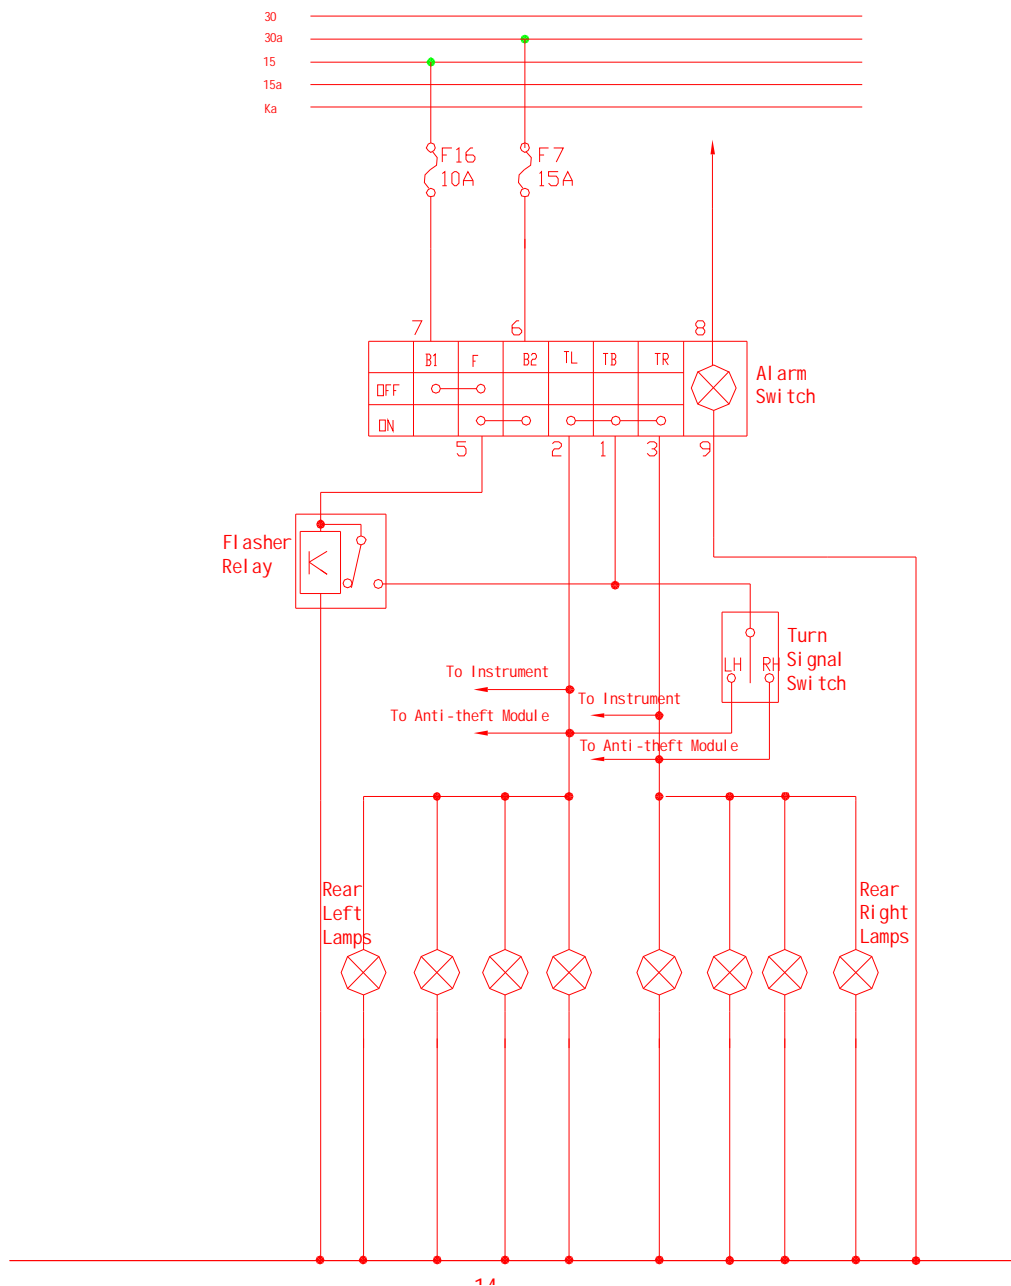 30
30a
15
15a
Ka
F16
10A
F7
15A
7
6
8
B1
F
B2
TL
TB
TR
OFF
ON
Alarm
Switch
5
2
1
3
9
Flasher
Relay
Turn
Signal
Switch
LH
RH
To Instrument
To Instrument
To Anti-theft Module
To Anti-theft Module
Rear
Left
Lamps
Rear
Right
Lamps
14